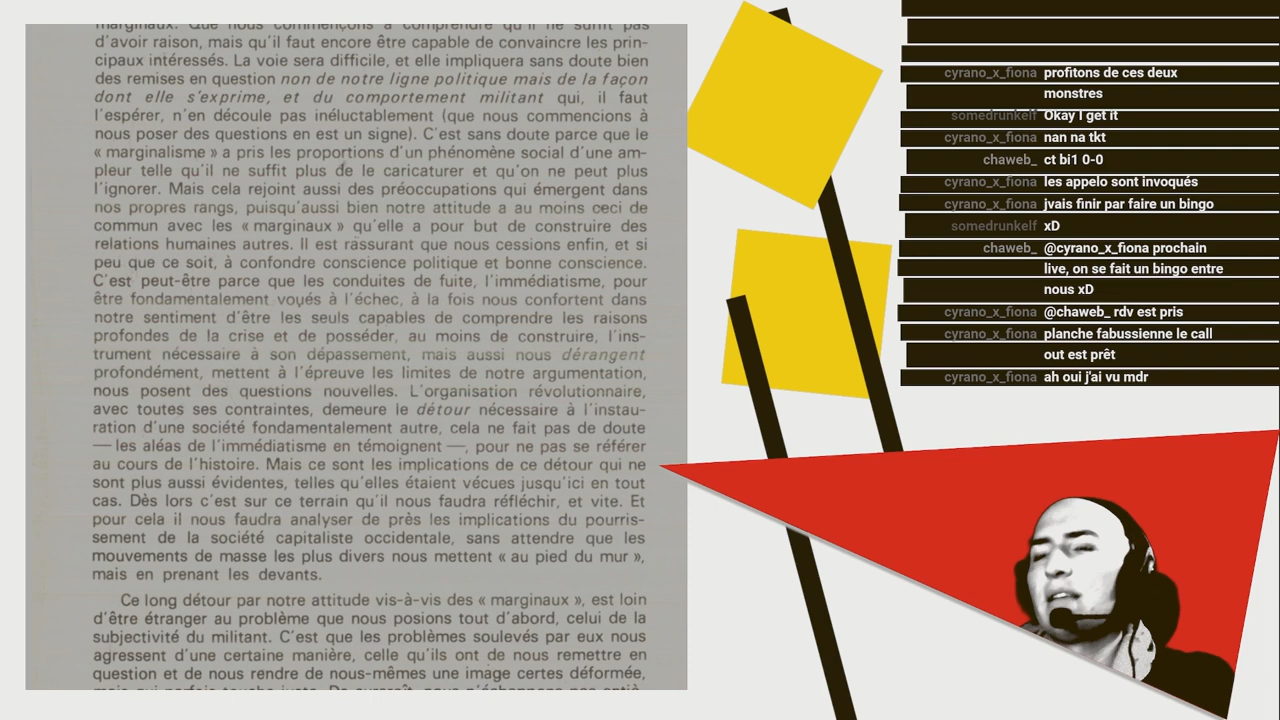 marginaux. Que nous commençons à comprendre qu'il ne suffit pas
d'avoir raison, mais qu'il faut encore être capable de convaincre les prin-
cipaux intéressés. La voie sera difficile, et elle impliquera sans doute bien
des remises en question non de notre ligne politique mais de la façon
dont elle s'exprime, et du comportement militant qui, il faut
l'espérer, n'en découle pas inéluctablement (que nous commencions à
nous poser des questions en est un signe). C'est sans doute parce que le
« marginalisme » a pris les proportions d'un phénomène social d'une am-
pleur telle qu'il ne suffit plus de le caricaturer et qu'on ne peut plus
l'ignorer. Mais cela rejoint aussi des préoccupations qui émergent dans
nos propres rangs, puisqu'aussi bien notre attitude a au moins ceci de
commun avec les « marginaux » qu'elle a pour but de construire des
relations humaines autres. Il est rassurant que nous cessions enfin, et si
peu que ce soit, à confondre conscience politique et bonne conscience.
C'est peut-être parce que les conduites de fuite, l'immédiatisme, pour
être fondamentalement voués à l'échec, à la fois nous confortent dans
notre sentiment d'être les seuls capables de comprendre les raisons
profondes de la crise et de posséder, au moins de construire, l'ins-
trument nécessaire à son dépassement, mais aussi nous dérangent
profondément, mettent à l'épreuve les limites de notre argumentation,
nous posent des questions nouvelles. L'organisation révolutionnaire,
avec toutes ses contraintes, demeure le détour nécessaire à l'instau-
ration d'une société fondamentalement autre, cela ne fait pas de doute
— les aléas de l'immédiatisme en témoignent —, pour ne pas se référer
au cours de l'histoire. Mais ce sont les implications de ce détour qui ne
sont plus aussi évidentes, telles qu'elles étaient vécues jusqu'ici en tout
cas. Dès lors c'est sur ce terrain qu'il nous faudra réfléchir, et vite. Et
pour cela il nous faudra analyser de près les implications du pourris-
sement de la société capitaliste occidentale, sans attendre que les
mouvements de masse les plus divers nous mettent « au pied du mur »,
mais en prenant les devants.
Ce long détour par notre attitude vis-à-vis des « marginaux », est loin
d'être étranger au problème que nous posions tout d'abord, celui de la
subjectivité du militant. C'est que les problèmes soulevés par eux nous
agressent d'une certaine manière, celle qu'ils ont de nous remettre en
question et de nous rendre de nous-mêmes une image certes déformée,
cyrano_x_fiona profitons de ces deux
monstres
somedrunkelf Okay I get it
cyrano_x_fiona nan na tkt
chaweb_ ct bi1 0-0
cyrano_x_fiona les appelo sont invoqués
cyrano_x_fiona jvais finir par faire un bingo
somedrunkelf xD
chaweb_ @cyrano_x_fiona prochain
live, on se fait un bingo entre
nous xD
cyrano_x_fiona @chaweb_ rdv est pris
cyrano_x_fiona planche fabussienne le call
out est prêt
cyrano_x_fiona ah oui j'ai vu mdr